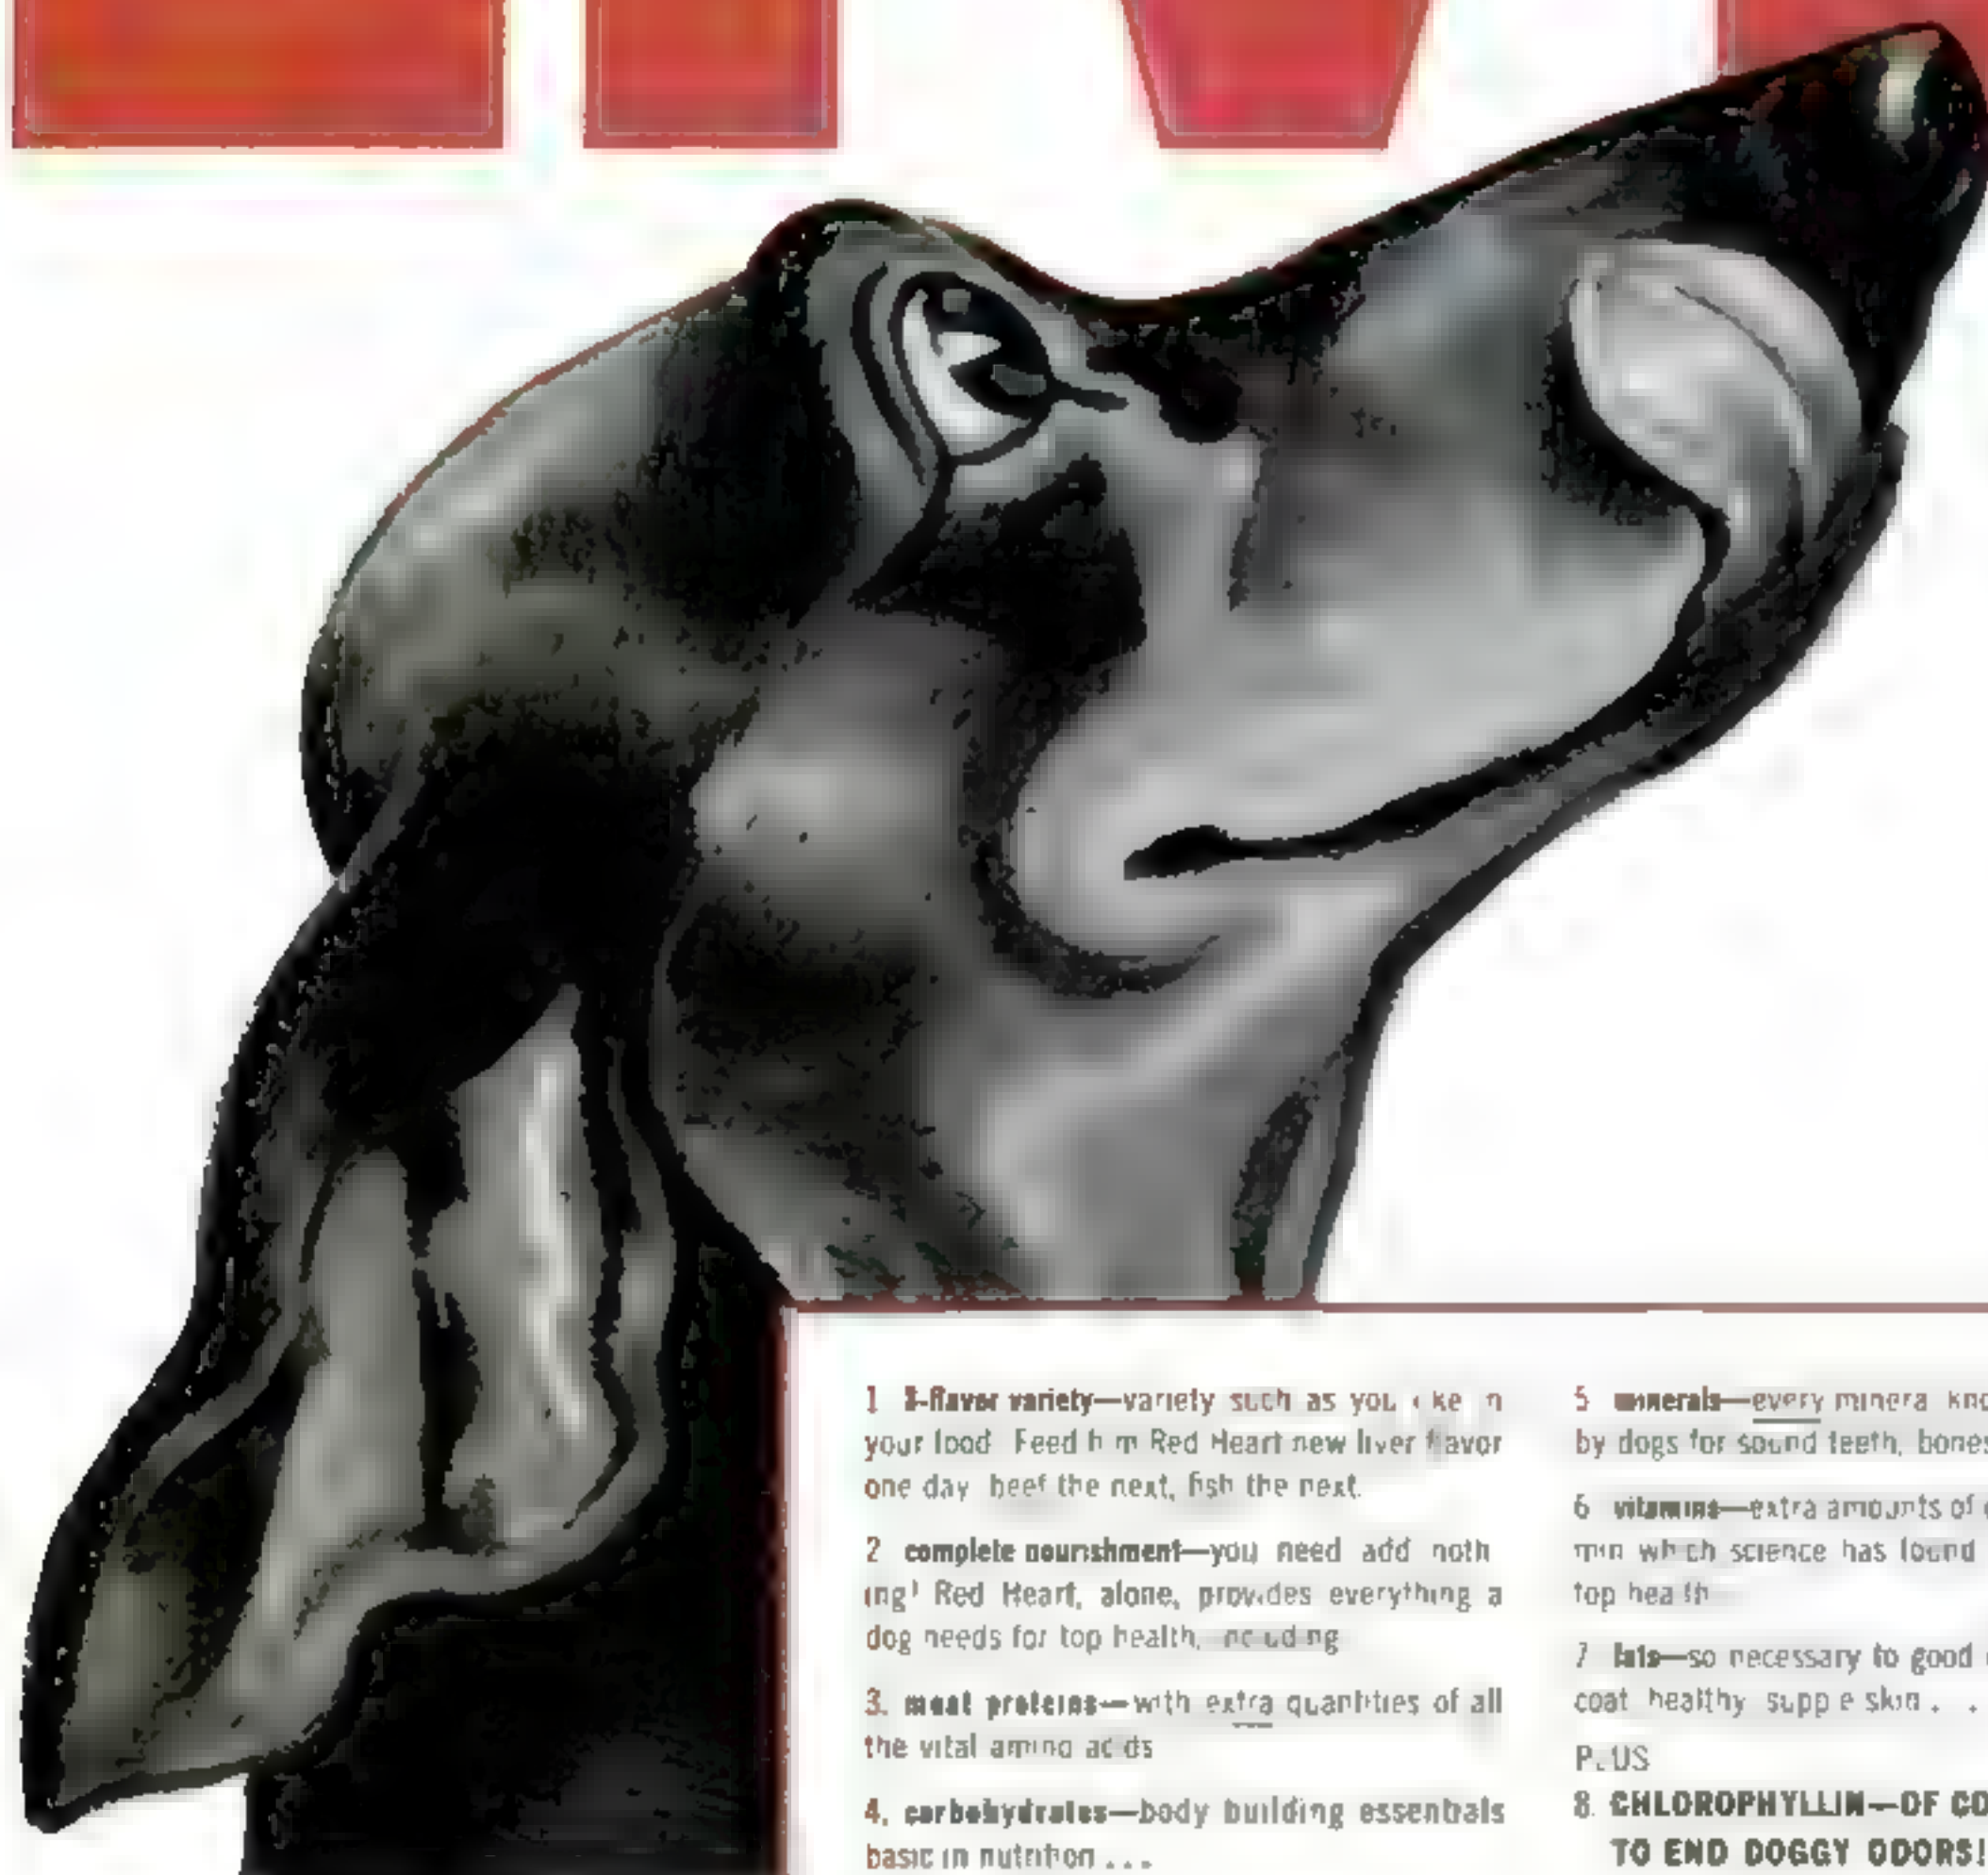 1 3-flavor variety—variety such as you like in
your food Feed him Red Heart new liver flavor
one day beef the next, fish the next.
2 complete nourishment—you need add noth
ing! Red Heart, alone, provides everything a
dog needs for top health, including
3. meat proteins—with extra quantities of all
the vital amino acids
4. carbohydrates—body building essentials
basic in nutrition ...
5 minerals—every mineral kno
by dogs for sound teeth, bones
6 vitamins—extra amounts of
min which science has found
top health
7 fats—so necessary to good
coat healthy supple skin . .
PLUS
8. CHLOROPHYLLIN—OF CO
TO END DOGGY ODORS!